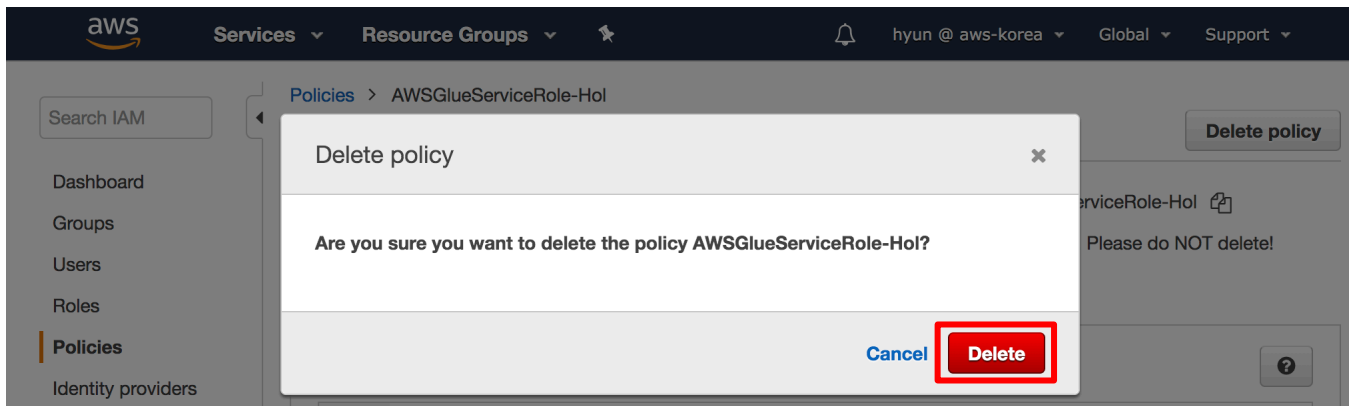 aws Services Resource Groups hyun @ aws-korea Global Support
Search IAM
Policies > AWSGlueServiceRole-Hol
Delete policy
Delete policy
Dashboard
Groups
Users
Roles
Policies
Identity providers
Are you sure you want to delete the policy AWSGlueServiceRole-Hol?
erviceRole-Hol
Please do NOT delete!
Cancel Delete